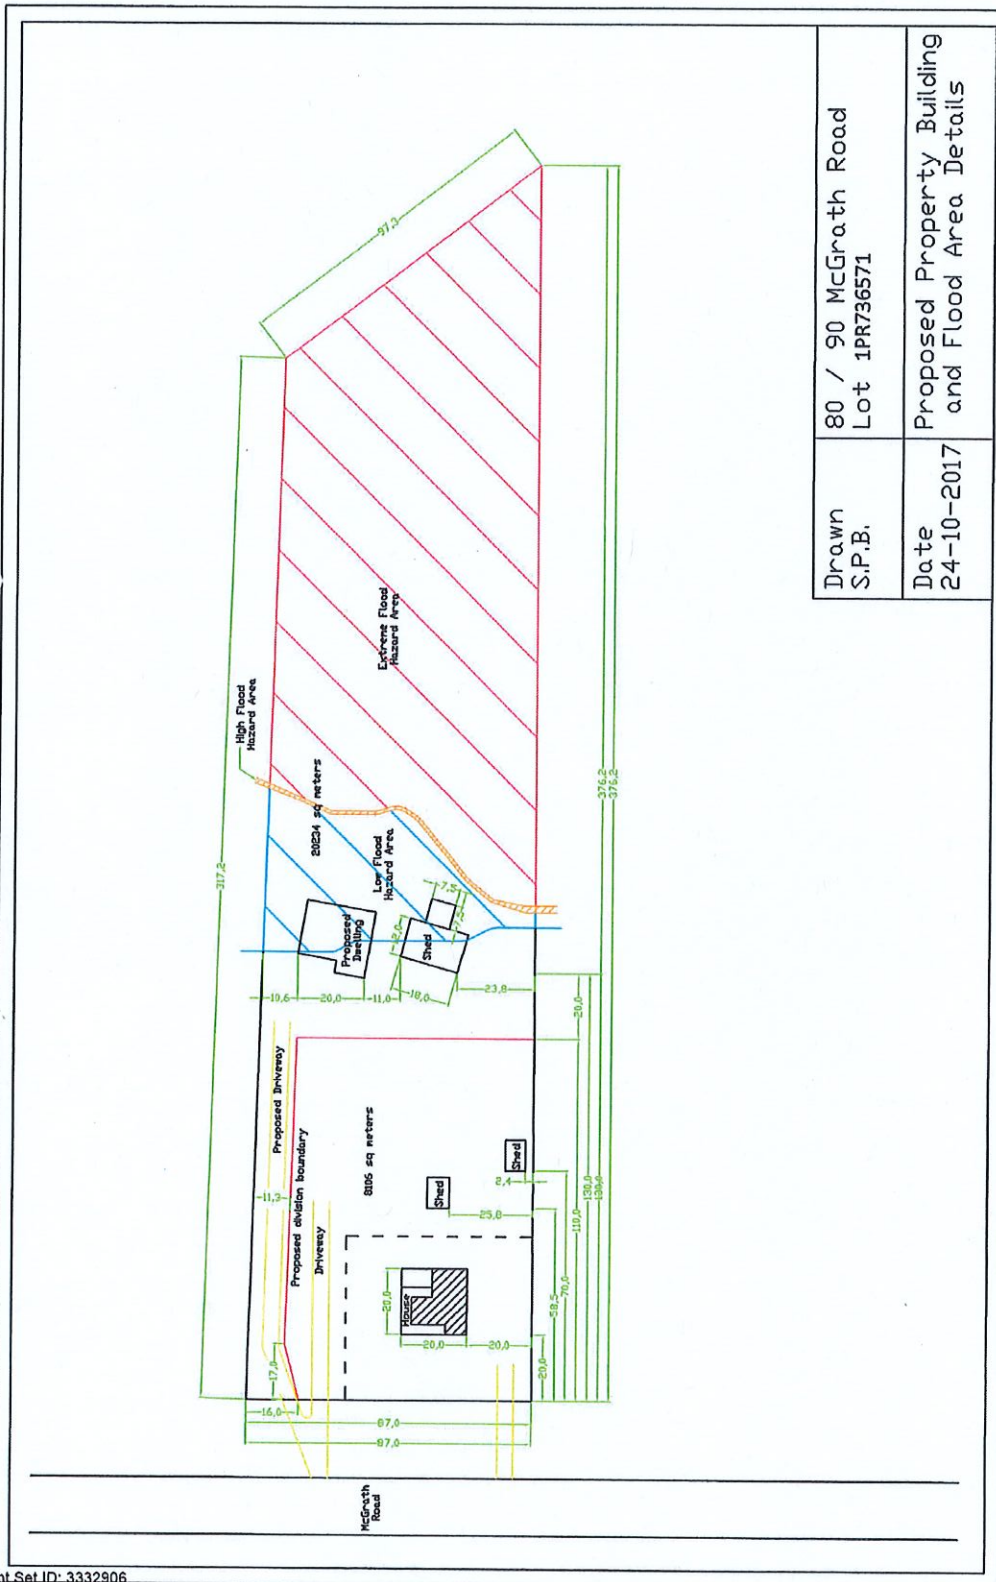 97,3
317,2
High Flood
Hazard Area
Extreme Flood
Hazard Area
20234 sq meters
Low Flood
Hazard Area
Proposed
Dwelling
Shed
12,0
7,5
18,0
19,6
20,0
11,0
23,8
20,0
376,2
376,2
Proposed Driveway
11,3
Proposed division boundary
Driveway
8106 sq meters
Shed
Shed
2,4
25,0
House
20,0
20,0
20,0
20,0
58,5
70,0
110,0
130,0
130,0
17,0
16,0
87,0
87,0
McGrath
Road
Drawn
S.P.B.
80 / 90 McGrath Road
Lot 1PR736571
Date
24-10-2017
Proposed Property Building
and Flood Area Details
Set ID: 3332906